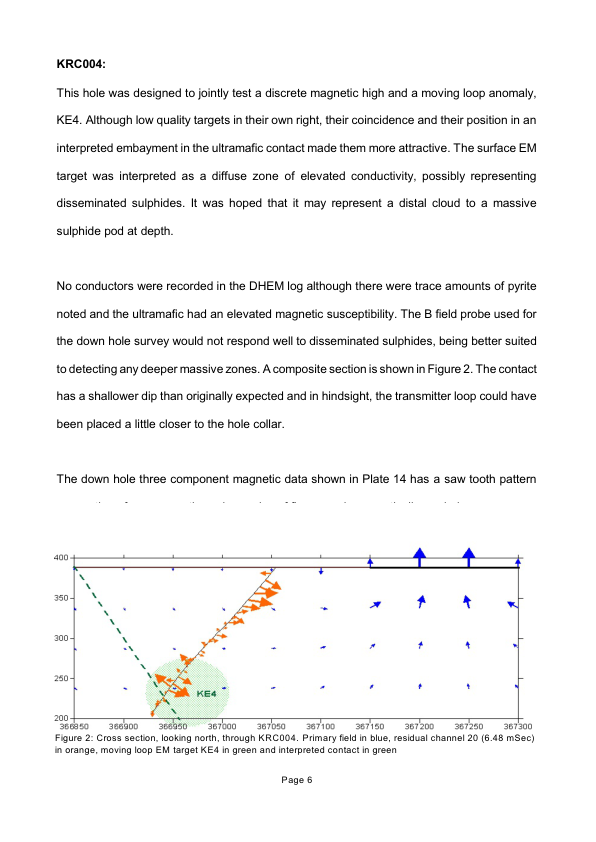 KRC004:
This hole was designed to jointly test a discrete magnetic high and a moving loop anomaly,
KE4. Although low quality targets in their own right, their coincidence and their position in an
interpreted embayment in the ultramafic contact made them more attractive. The surface EM
target was interpreted as a diffuse zone of elevated conductivity, possibly representing
disseminated sulphides. It was hoped that it may represent a distal cloud to a massive
sulphide pod at depth.
No conductors were recorded in the DHEM log although there were trace amounts of pyrite
noted and the ultramafic had an elevated magnetic susceptibility. The B field probe used for
the down hole survey would not respond well to disseminated sulphides, being better suited
to detecting any deeper massive zones. A composite section is shown in Figure 2. The contact
has a shallower dip than originally expected and in hindsight, the transmitter loop could have
been placed a little closer to the hole collar.
The down hole three component magnetic data shown in Plate 14 has a saw tooth pattern
400
350
300
250
200
KE4
366850 366900 366950 367000 367050 367100 367150 367200 367250 367300
Figure 2: Cross section, looking north, through KRC004. Primary field in blue, residual channel 20 (6.48 mSec)
in orange, moving loop EM target KE4 in green and interpreted contact in green
Page 6